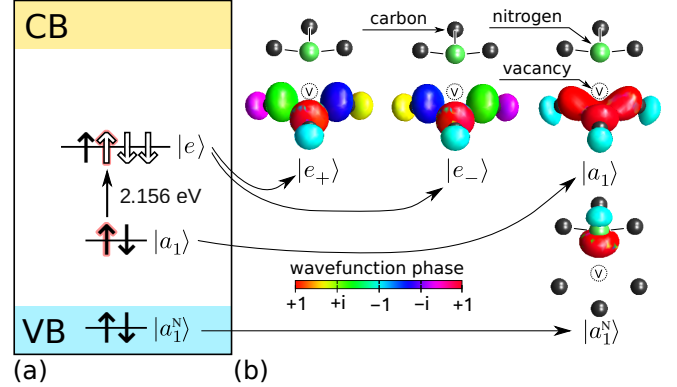 CB
carbon
nitrogen
vacancy
V
V
V
|e⟩
|e₊⟩
|e₋⟩
|a₁⟩
2.156 eV
|a₁⟩
wavefunction phase
+1 +i −1 −i +1
V
VB
|a₁ᴺ⟩
|a₁ᴺ⟩
(a)
(b)